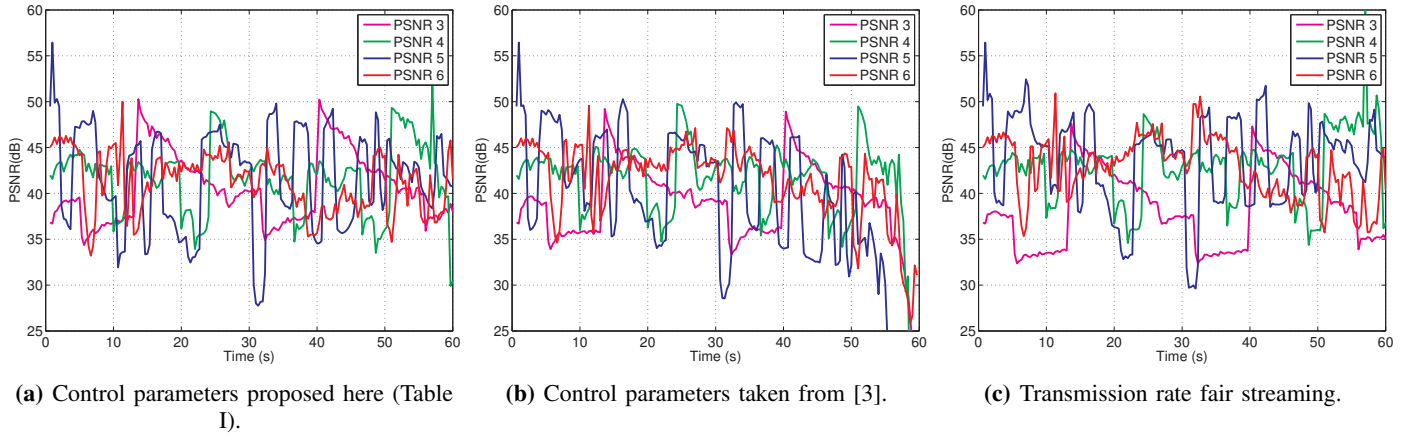 60
55
50
45
40
35
30
25
PSNR(dB)
PSNR 3
PSNR 4
PSNR 5
PSNR 6
0 10 20 30 40 50 60
Time (s)
(a) Control parameters proposed here (Table
I).
60
55
50
45
40
35
30
25
PSNR(dB)
PSNR 3
PSNR 4
PSNR 5
PSNR 6
0 10 20 30 40 50 60
Time (s)
(b) Control parameters taken from [3].
60
55
50
45
40
35
30
25
PSNR(dB)
PSNR 3
PSNR 4
PSNR 5
PSNR 6
0 10 20 30 40 50 60
Time (s)
(c) Transmission rate fair streaming.